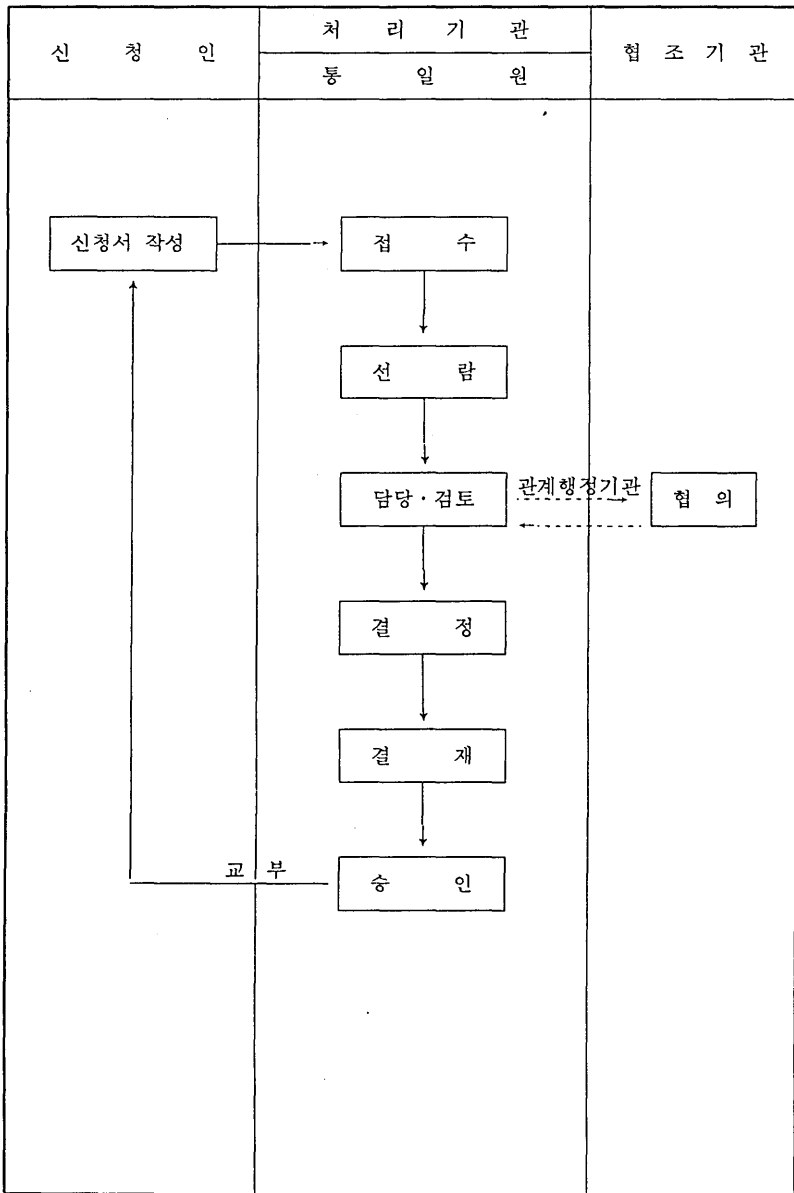 신 청 인
처 리 기 관
통 일 원
협 조 기 관
신청서 작성
접 수
선 람
담당·검토
관계행정기관
협 의
결 정
결 재
교 부
승 인